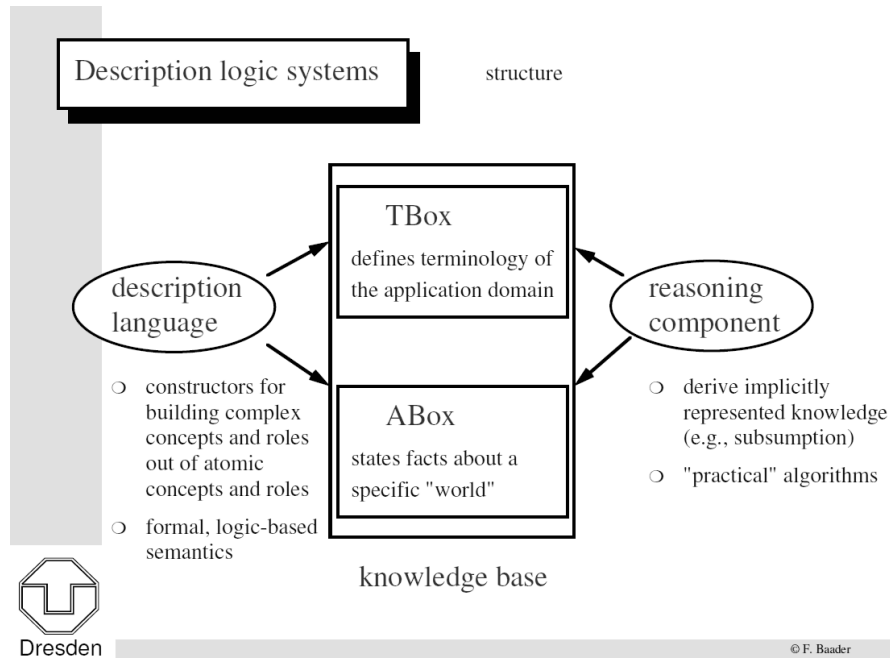 Description logic systems
structure
TBox
defines terminology of
the application domain
description
language
reasoning
component
❍ constructors for
building complex
concepts and roles
out of atomic
concepts and roles
❍ formal, logic-based
semantics
ABox
states facts about a
specific "world"
❍ derive implicitly
represented knowledge
(e.g., subsumption)
❍ "practical" algorithms
knowledge base
Dresden
© F. Baader